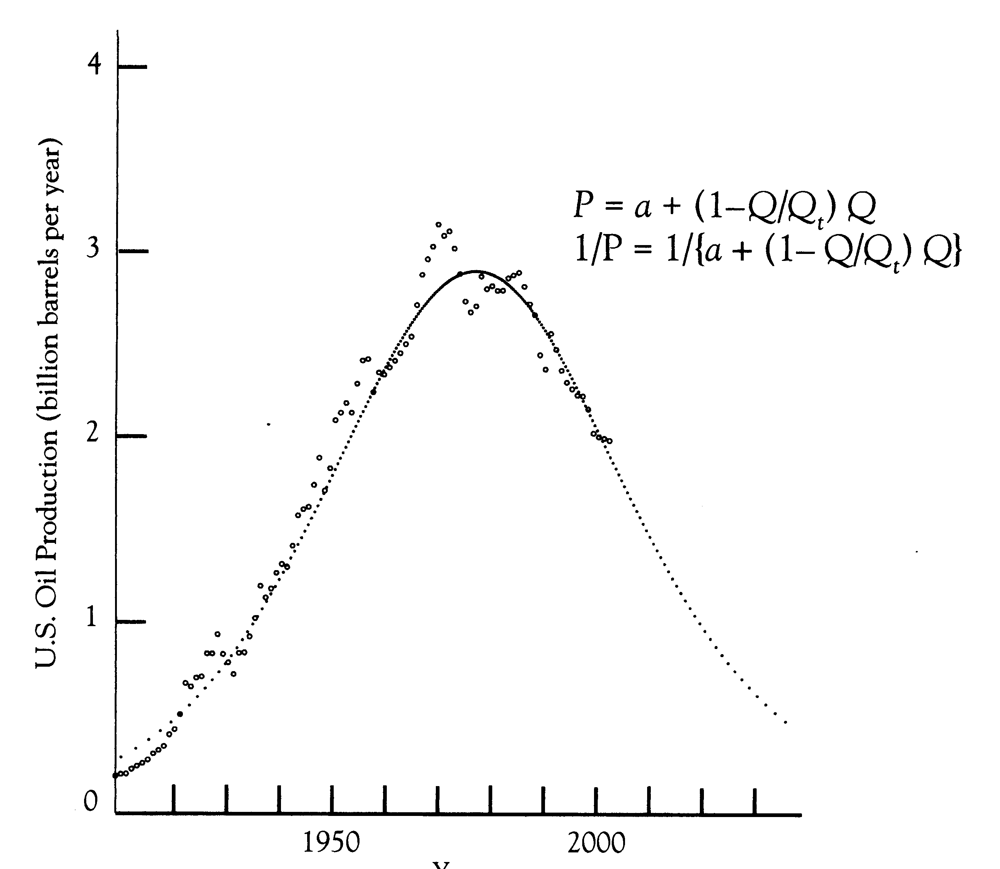 4
3
2
1
0
U.S. Oil Production (billion barrels per year)
P = a + (1–Q/Qt) Q
1/P = 1/{a + (1– Q/Qt) Q}
1950
2000